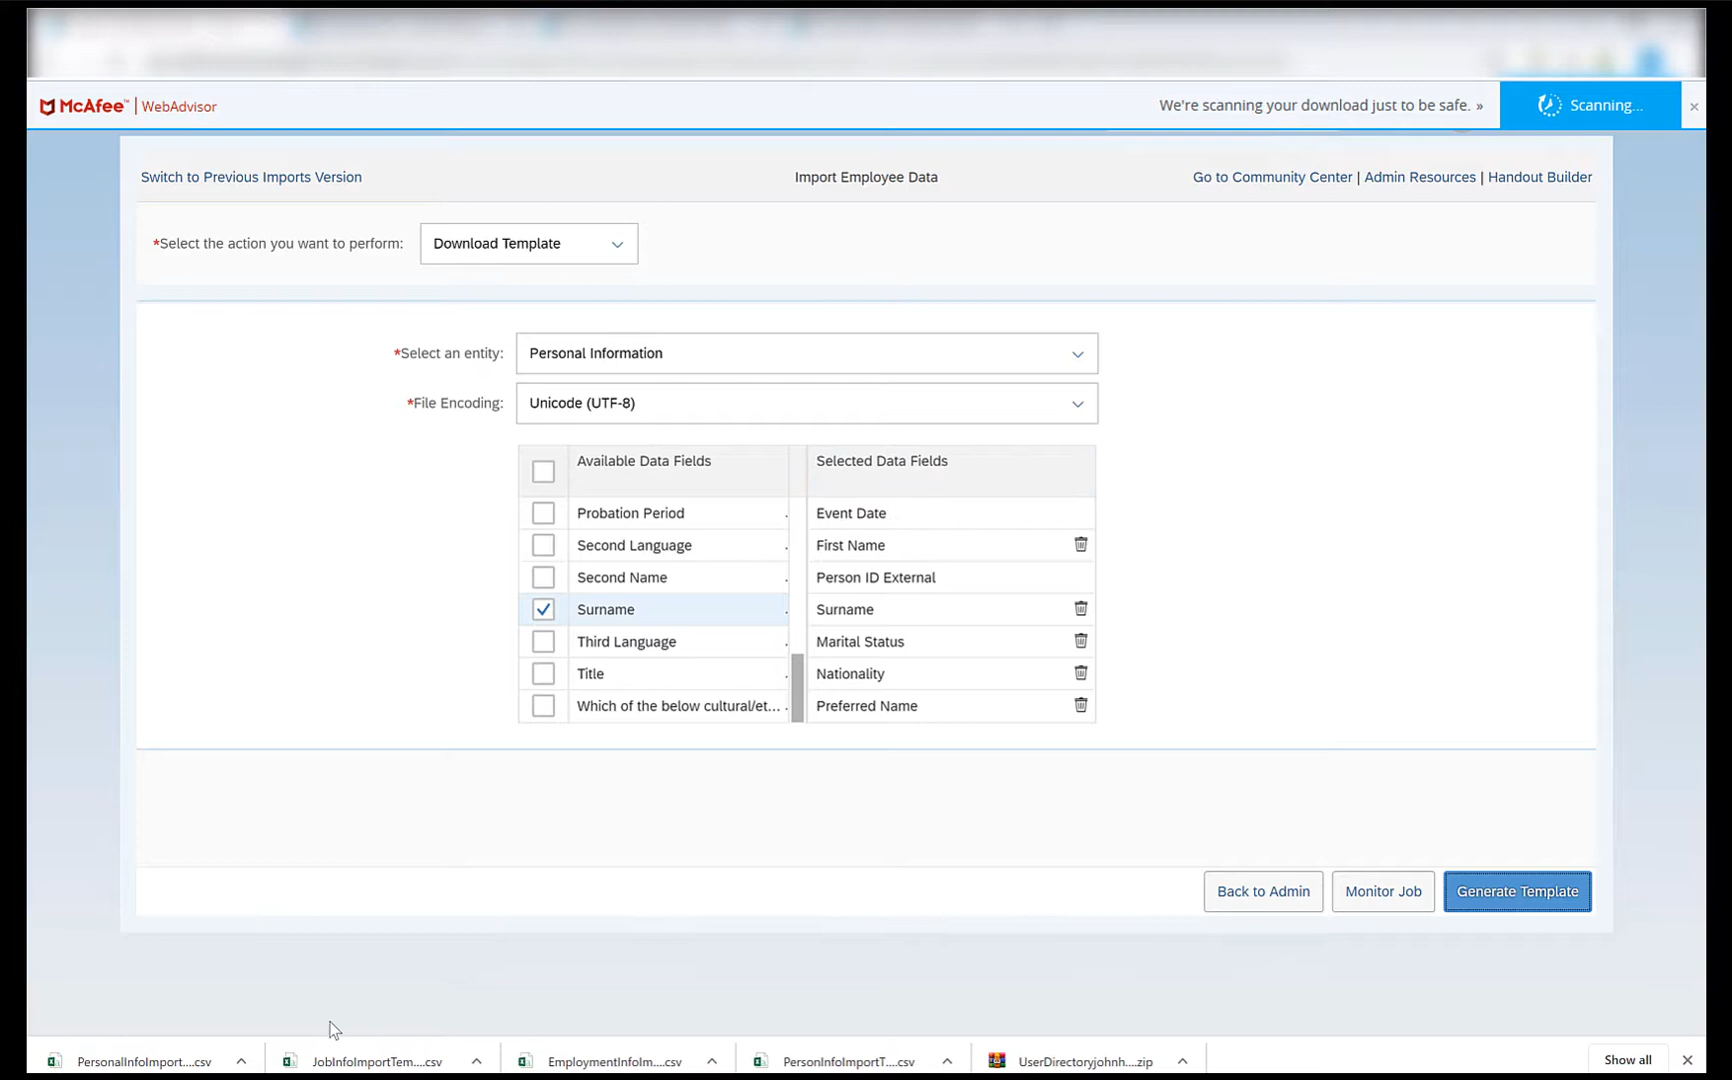 McAfee™ | WebAdvisor
We're scanning your download just to be safe. »
Scanning...
×
Switch to Previous Imports Version
Import Employee Data
Go to Community Center | Admin Resources | Handout Builder
*Select the action you want to perform:
Download Template
*Select an entity:
Personal Information
*File Encoding:
Unicode (UTF-8)
Available Data Fields
Selected Data Fields
Probation Period
Event Date
Second Language
First Name
Second Name
Person ID External
Surname
Surname
Third Language
Marital Status
Title
Nationality
Which of the below cultural/et...
Preferred Name
Back to Admin
Monitor Job
Generate Template
PersonalInfoImport....csv
JobInfoImportTem....csv
EmploymentInfoIm....csv
PersonInfoImportT....csv
UserDirectoryjohnh....zip
Show all